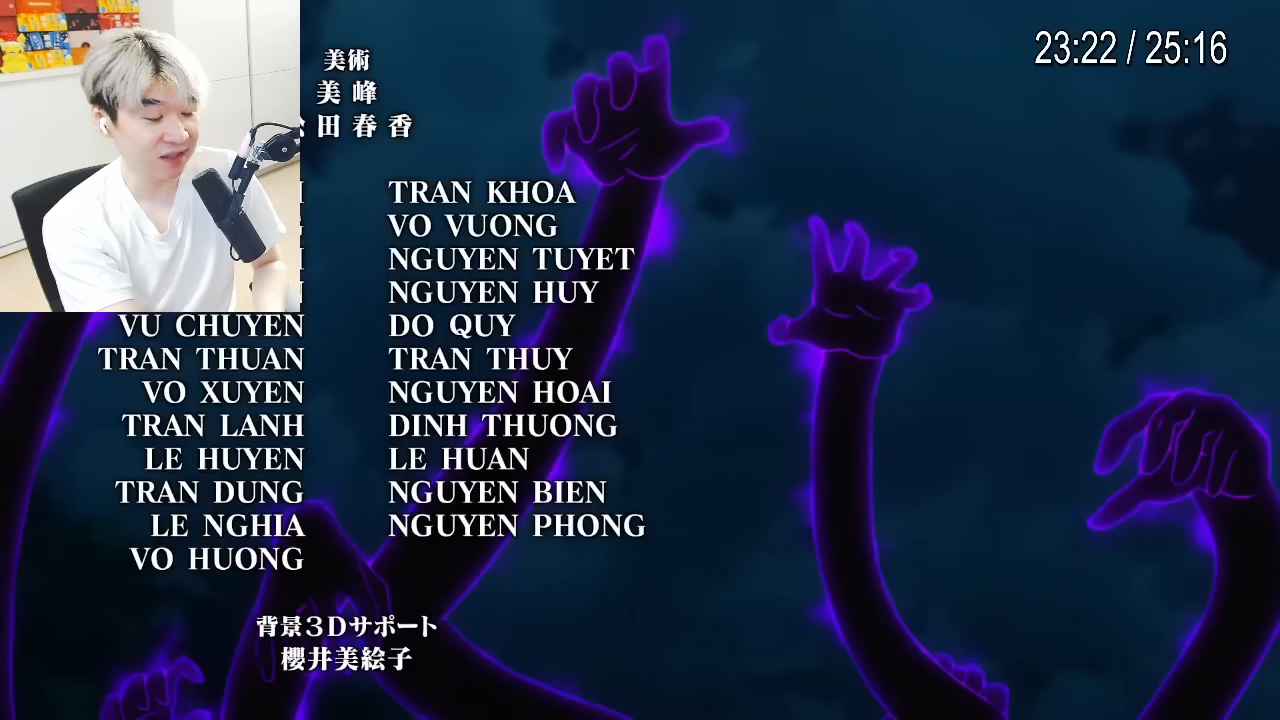 23:22 / 25:16
美術
美峰
田春香
TRAN KHOA
VO VUONG
NGUYEN TUYET
NGUYEN HUY
VU CHUYEN DO QUY
TRAN THUAN TRAN THUY
VO XUYEN NGUYEN HOAI
TRAN LANH DINH THUONG
LE HUYEN LE HUAN
TRAN DUNG NGUYEN BIEN
LE NGHIA NGUYEN PHONG
VO HUONG
背景3Dサポート
櫻井美絵子